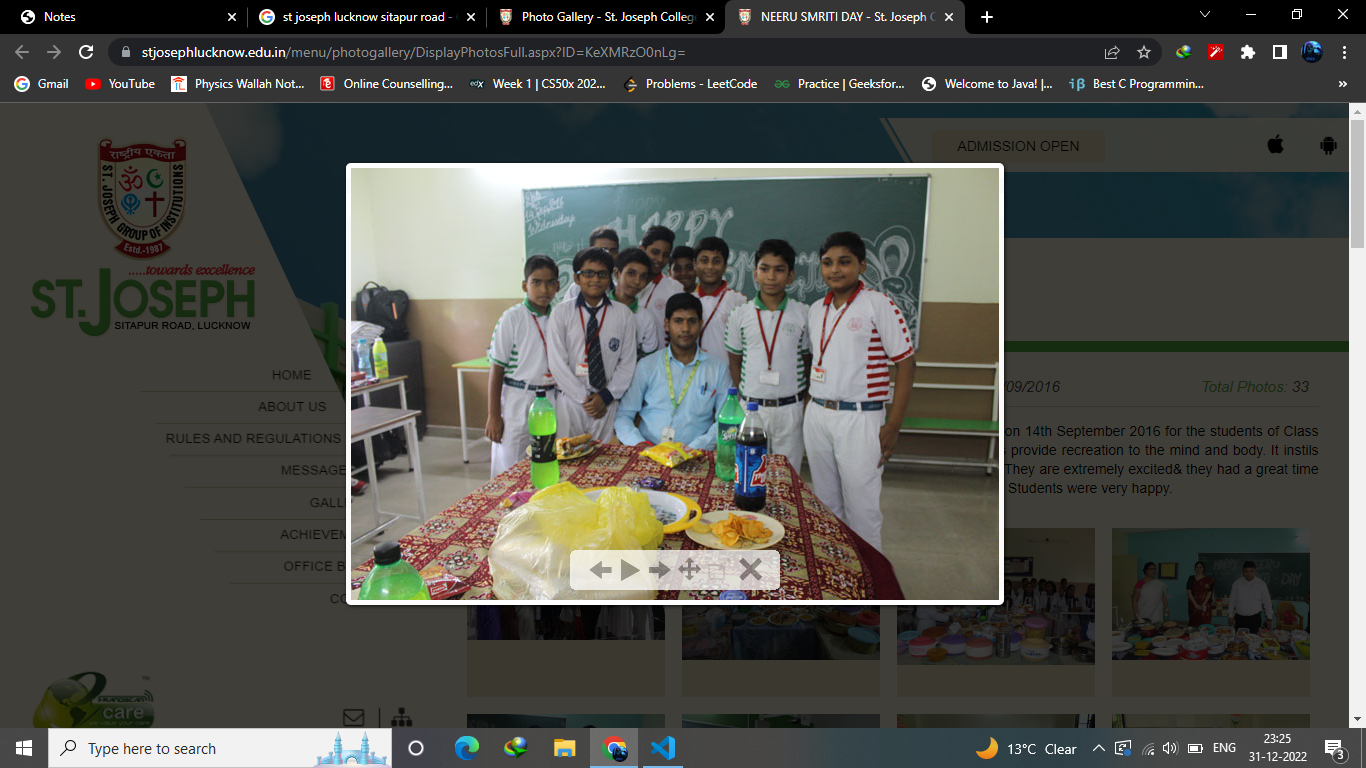 Notes
st joseph lucknow sitapur road -
Photo Gallery - St. Joseph Colleg
NEERU SMRITI DAY - St. Joseph C
stjosephlucknow.edu.in/menu/photogallery/DisplayPhotosFull.aspx?ID=KeXMRzO0nLg=
Gmail
YouTube
Physics Wallah Not...
Online Counselling...
Week 1 | CS50x 202...
Problems - LeetCode
Practice | Geeksfor...
Welcome to Java! |...
Best C Programmin...
»
राष्ट्रीय एकता
ST. JOSEPH GROUP OF INSTITUTIONS
Estd.-1987
.....towards excellence
ST. JOSEPH
SITAPUR ROAD, LUCKNOW
ADMISSION OPEN
HOME
ABOUT US
RULES AND REGULATIONS
MESSAGE
GALL
ACHIEVEM
OFFICE B
CO
Wednesday
HAPPY
/09/2016
Total Photos: 33
on 14th September 2016 for the students of Class
provide recreation to the mind and body. It instils
They are extremely excited& they had a great time
Students were very happy.
care
TM
Type here to search
13°C Clear
ENG
23:25
31-12-2022
3